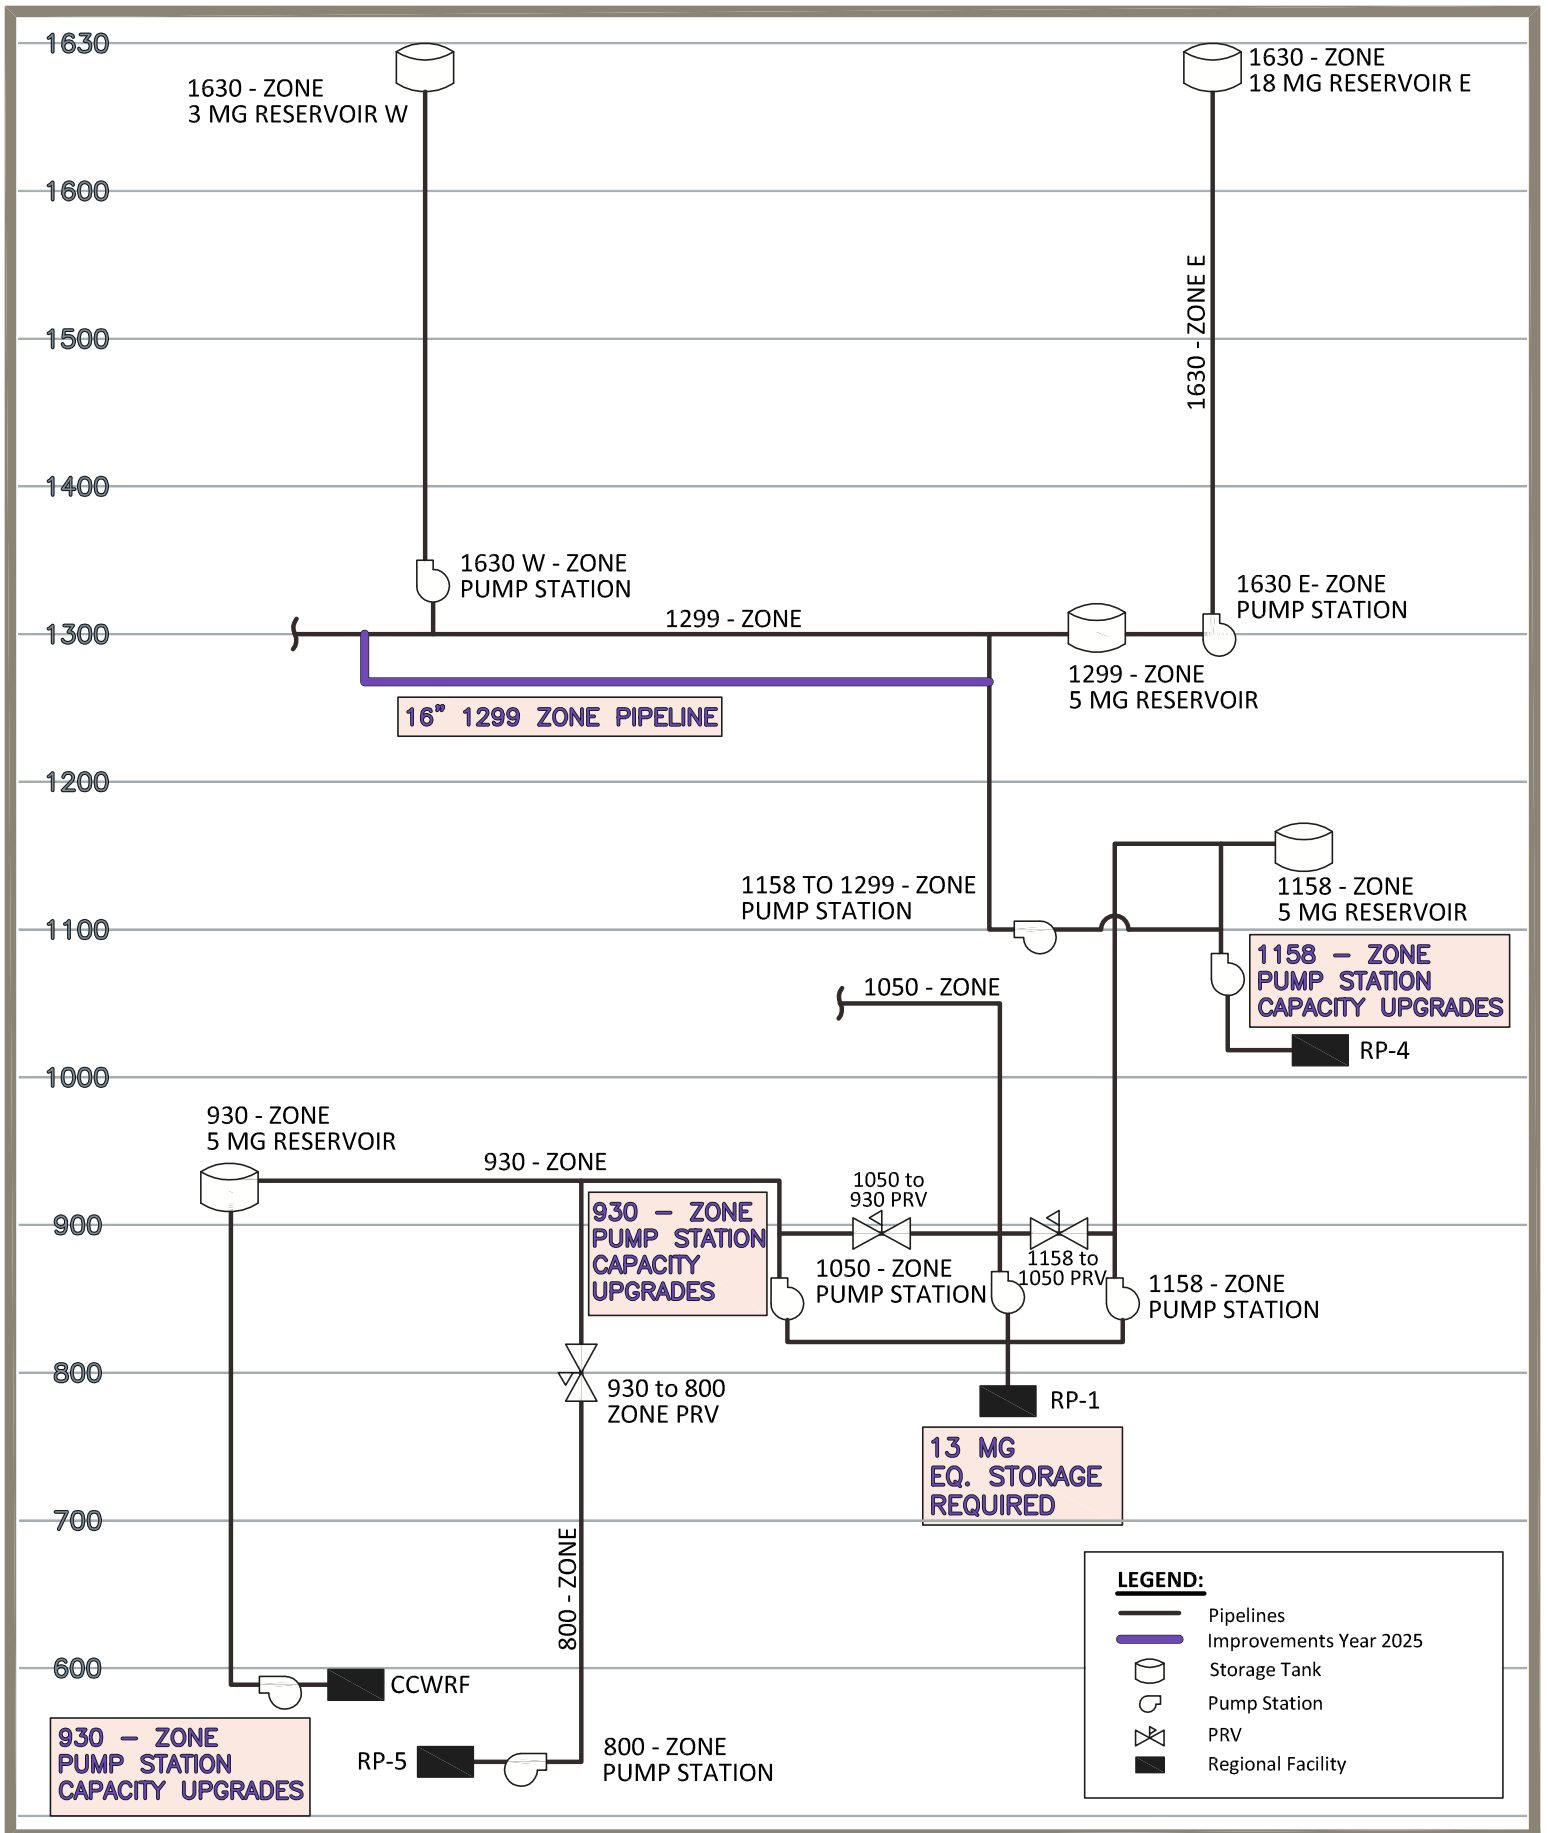 1630
1630 - ZONE
3 MG RESERVOIR W
1630 - ZONE
18 MG RESERVOIR E
1600
1630 - ZONE E
1500
1400
1630 W - ZONE
PUMP STATION
1630 E- ZONE
PUMP STATION
1299 - ZONE
1300
1299 - ZONE
5 MG RESERVOIR
16” 1299 ZONE PIPELINE
1200
1158 TO 1299 - ZONE
PUMP STATION
1158 - ZONE
5 MG RESERVOIR
1100
1158 - ZONE
PUMP STATION
CAPACITY UPGRADES
1050 - ZONE
RP-4
1000
930 - ZONE
5 MG RESERVOIR
930 - ZONE
1050 to
930 PRV
900
930 - ZONE
PUMP STATION
CAPACITY
UPGRADES
1158 to
1050 PRV
1050 - ZONE
PUMP STATION
1158 - ZONE
PUMP STATION
800
930 to 800
ZONE PRV
RP-1
13 MG
EQ. STORAGE
REQUIRED
700
800 - ZONE
600
CCWRF
930 - ZONE
PUMP STATION
CAPACITY UPGRADES
RP-5
800 - ZONE
PUMP STATION
LEGEND:
Pipelines
Improvements Year 2025
Storage Tank
Pump Station
PRV
Regional Facility